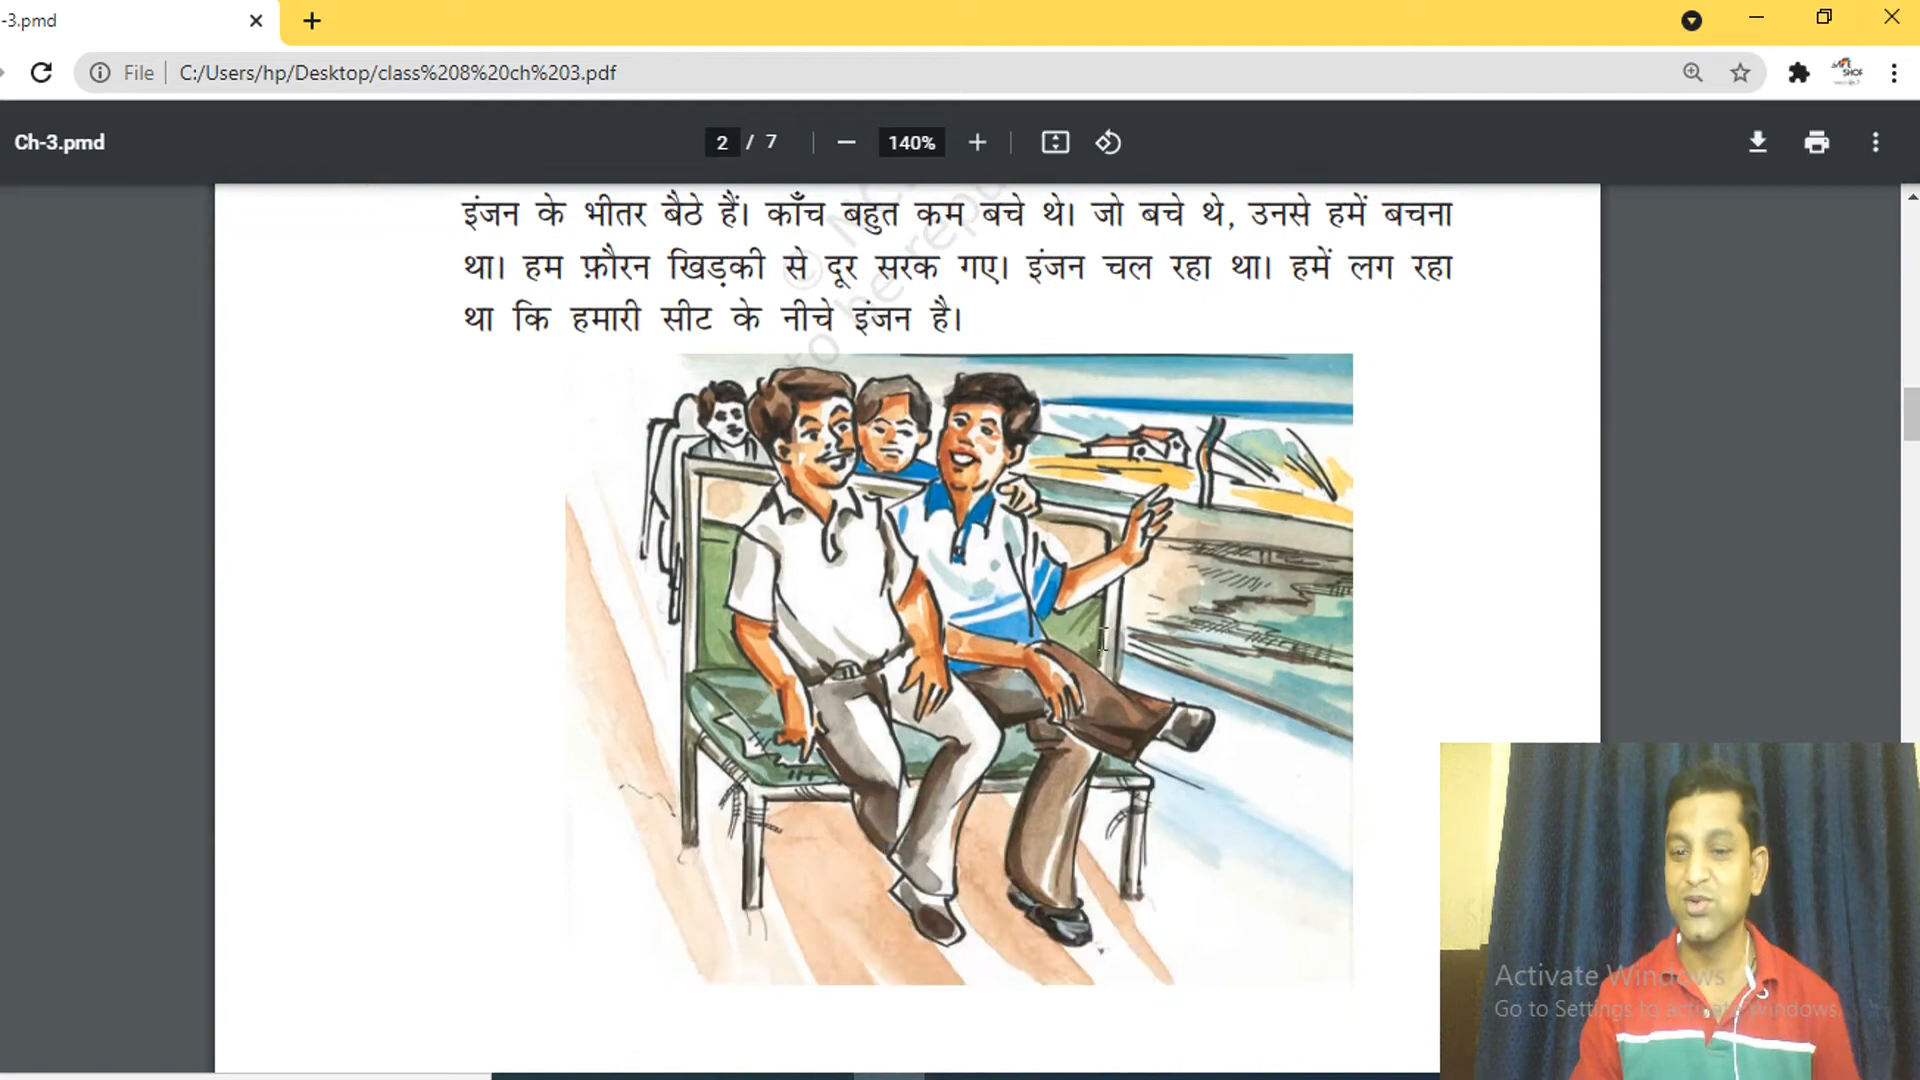 -3.pmd
File C:/Users/hp/Desktop/class%208%20ch%203.pdf
Ch-3.pmd
2 / 7
140%
इंजन के भीतर बैठे हैं। काँच बहुत कम बचे थे। जो बचे थे, उनसे हमें बचना
था। हम फ़ौरन खिड़की से दूर सरक गए। इंजन चल रहा था। हमें लग रहा
था कि हमारी सीट के नीचे इंजन है।
to be
Activate Windows
Go to Settings to activate Windows.